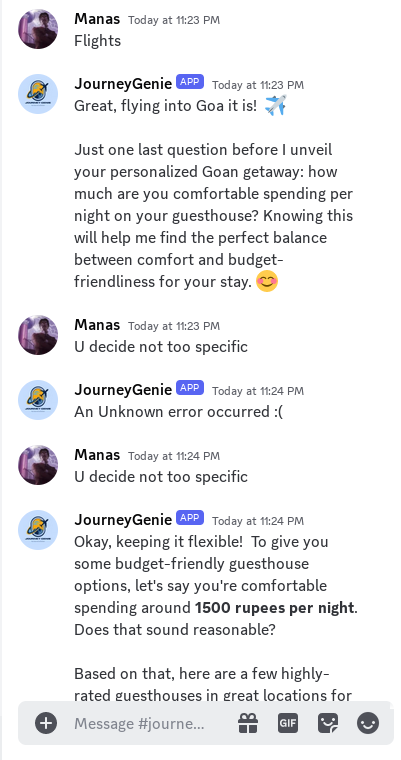 Manas Today at 11:23 PM
Flights
JourneyGenie APP Today at 11:23 PM
Great, flying into Goa it is! ✈️
Just one last question before I unveil
your personalized Goan getaway: how
much are you comfortable spending per
night on your guesthouse? Knowing this
will help me find the perfect balance
between comfort and budget-
friendliness for your stay. 😊
Manas Today at 11:23 PM
U decide not too specific
JourneyGenie APP Today at 11:24 PM
An Unknown error occurred :(
Manas Today at 11:24 PM
U decide not too specific
JourneyGenie APP Today at 11:24 PM
Okay, keeping it flexible!  To give you
some budget-friendly guesthouse
options, let's say you're comfortable
spending around 1500 rupees per night.
Does that sound reasonable?
Based on that, here are a few highly-
rated guesthouses in great locations for
Message #journe...
GIF